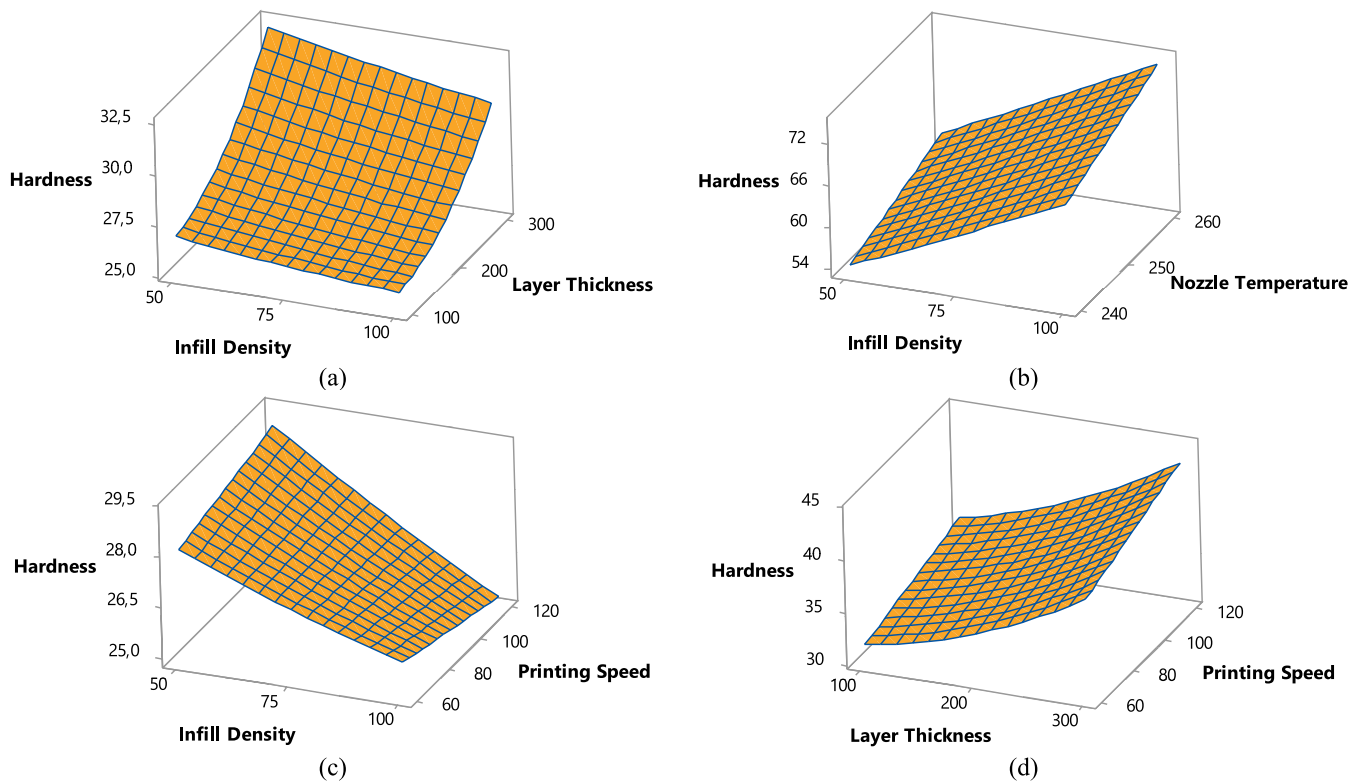 32,5
30,0
Hardness
27,5
25,0
50
75
100
Infill Density
300
200
Layer Thickness
100
(a)
72
66
Hardness
60
54
50
75
100
Infill Density
260
250
Nozzle Temperature
240
(b)
29,5
28,0
Hardness
26,5
25,0
50
75
100
Infill Density
120
100
80
Printing Speed
60
(c)
45
40
Hardness
35
30
100
200
300
Layer Thickness
120
100
80
Printing Speed
60
(d)